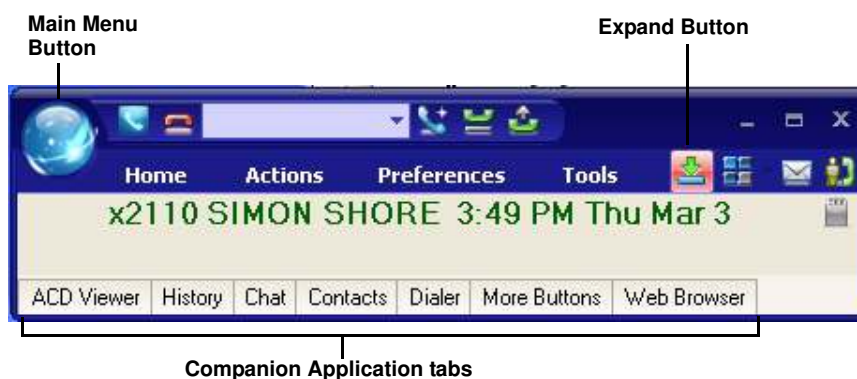 Main Menu
Button
Expand Button
Home Actions Preferences Tools
x2110 SIMON SHORE 3:49 PM Thu Mar 3
ACD Viewer History Chat Contacts Dialer More Buttons Web Browser
Companion Application tabs